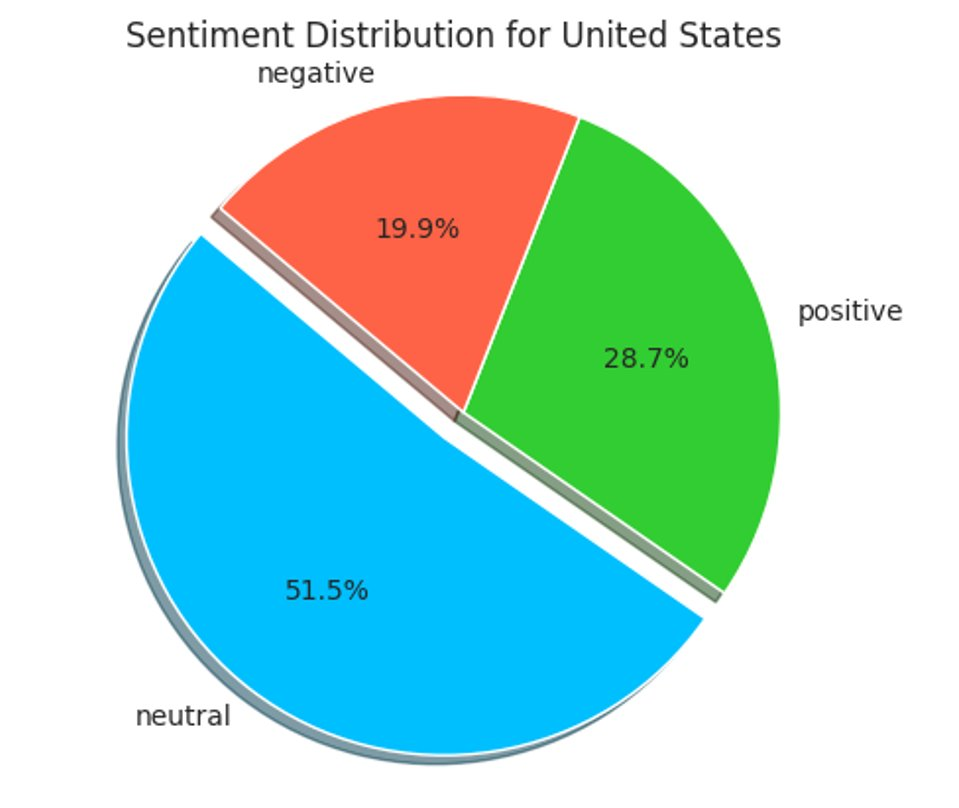 Sentiment Distribution for United States
negative
19.9%
positive
28.7%
51.5%
neutral